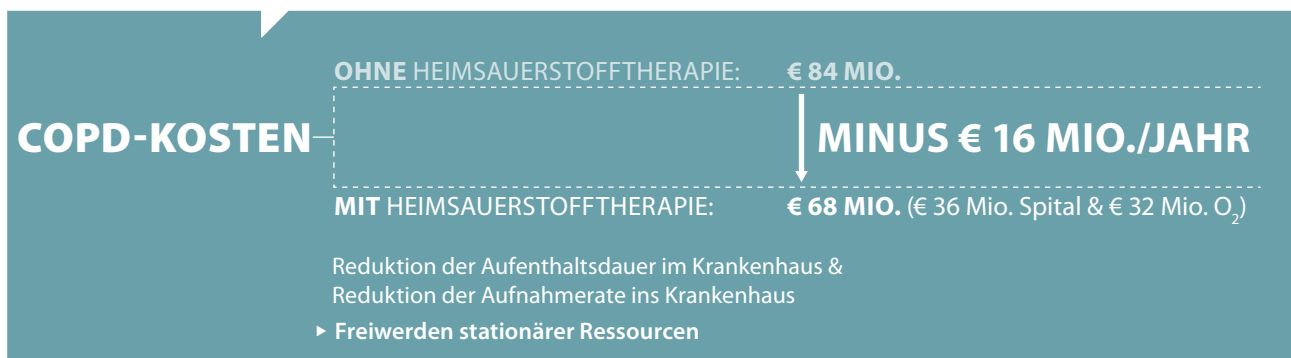 OHNE HEIMSAUERSTOFFTHERAPIE: € 84 MIO.
COPD-KOSTEN
MINUS € 16 MIO./JAHR
MIT HEIMSAUERSTOFFTHERAPIE: € 68 MIO. (€ 36 Mio. Spital & € 32 Mio. O₂)
Reduktion der Aufenthaltsdauer im Krankenhaus &
Reduktion der Aufnahmerate ins Krankenhaus
▸ Freiwerden stationärer Ressourcen